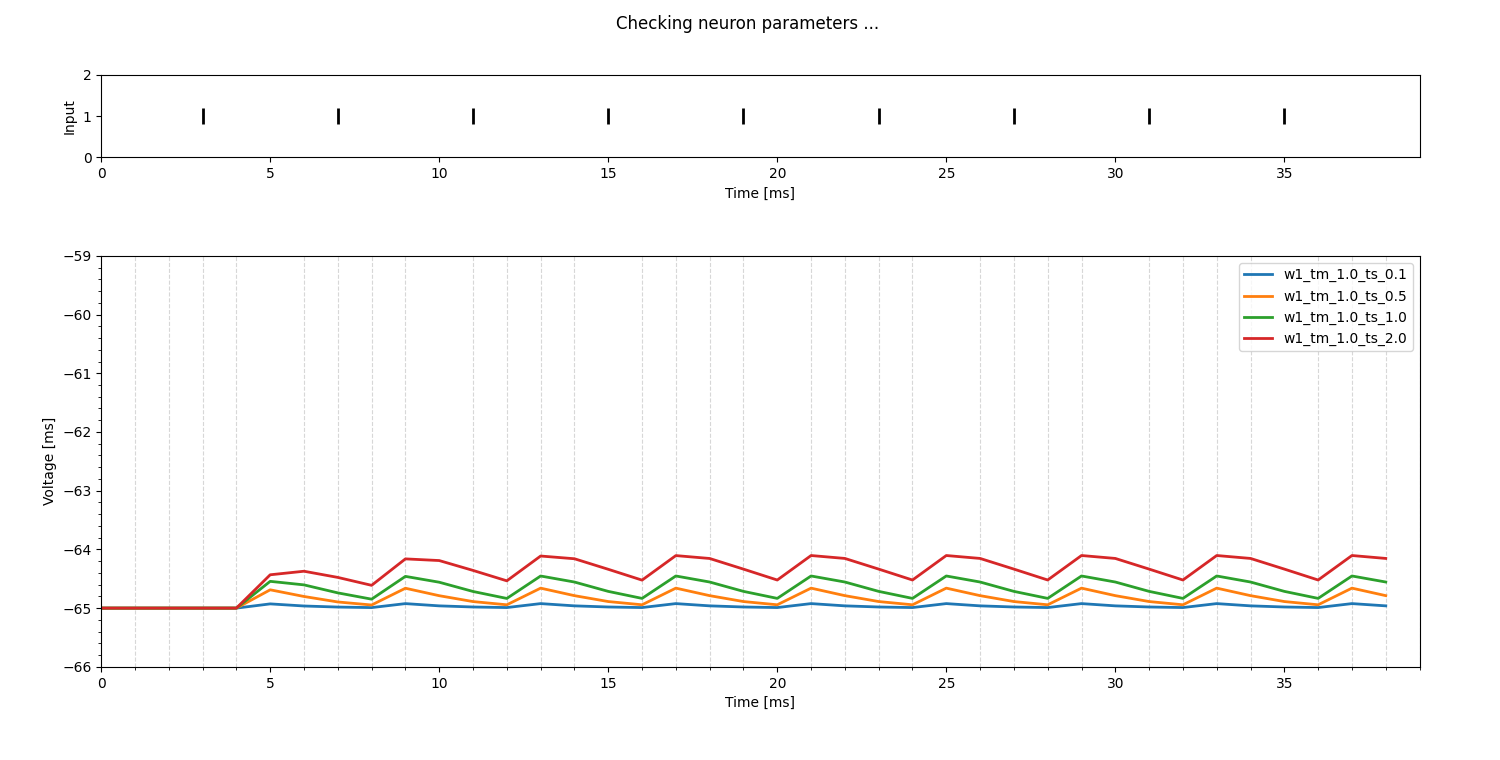 Checking neuron parameters ...
2
1
0
Input
0 5 10 15 20 25 30 35
Time [ms]
−59
−60
−61
−62
−63
−64
−65
−66
Voltage [ms]
w1_tm_1.0_ts_0.1
w1_tm_1.0_ts_0.5
w1_tm_1.0_ts_1.0
w1_tm_1.0_ts_2.0
0 5 10 15 20 25 30 35
Time [ms]